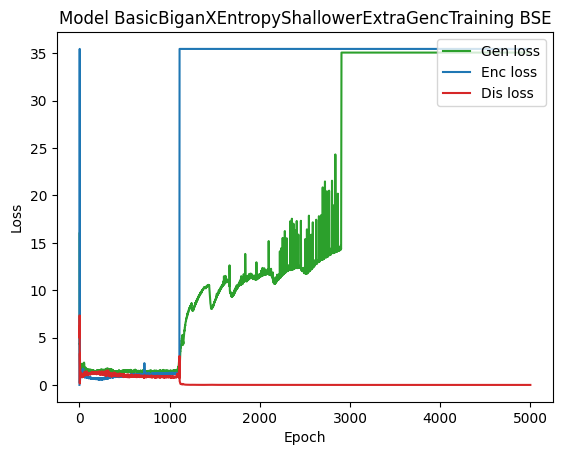 Model BasicBiganXEntropyShallowerExtraGencTraining BSE
Gen loss
Enc loss
Dis loss
35
30
25
20
15
10
5
0
Loss
0 1000 2000 3000 4000 5000
Epoch